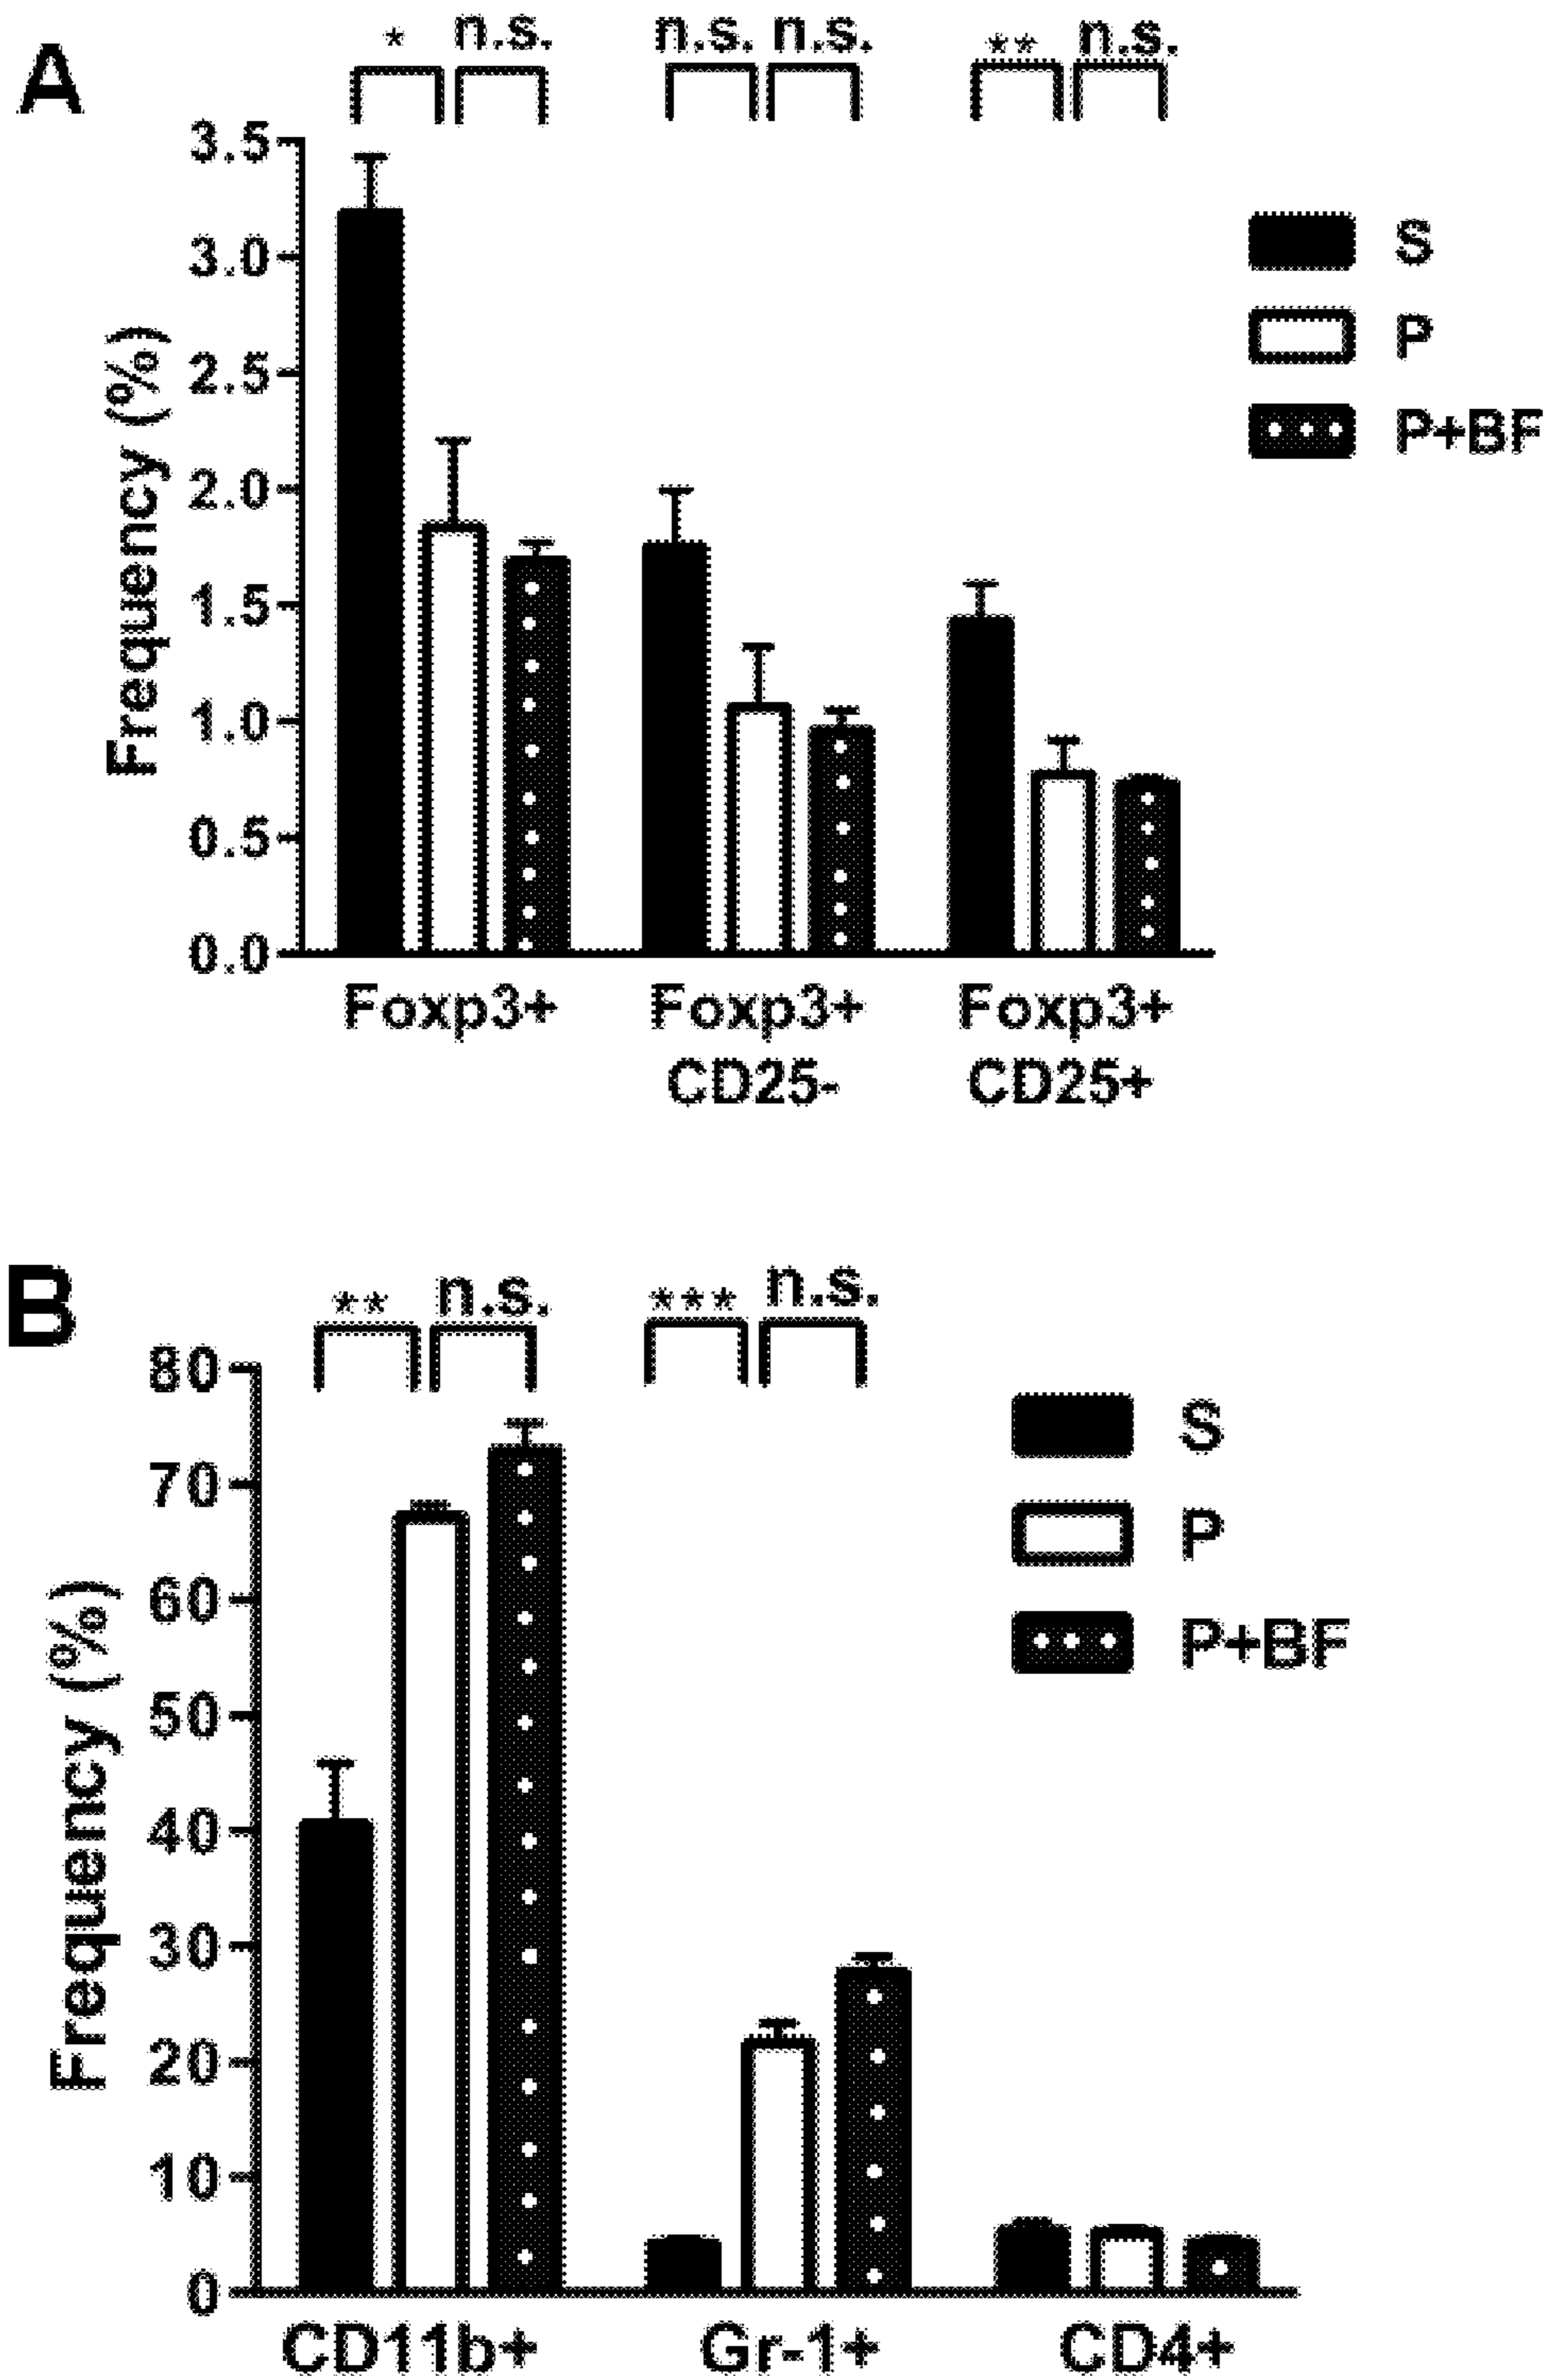 A
* n.s. n.s. n.s. ** n.s.
3.5
3.0
2.5
2.0
1.5
1.0
0.5
0.0
Frequency (%)
S
P
P+BF
Foxp3+ Foxp3+ Foxp3+
CD25- CD25+
B
** n.s. *** n.s.
80
70
60
50
40
30
20
10
0
Frequency (%)
S
P
P+BF
CD11b+ Gr-1+ CD4+